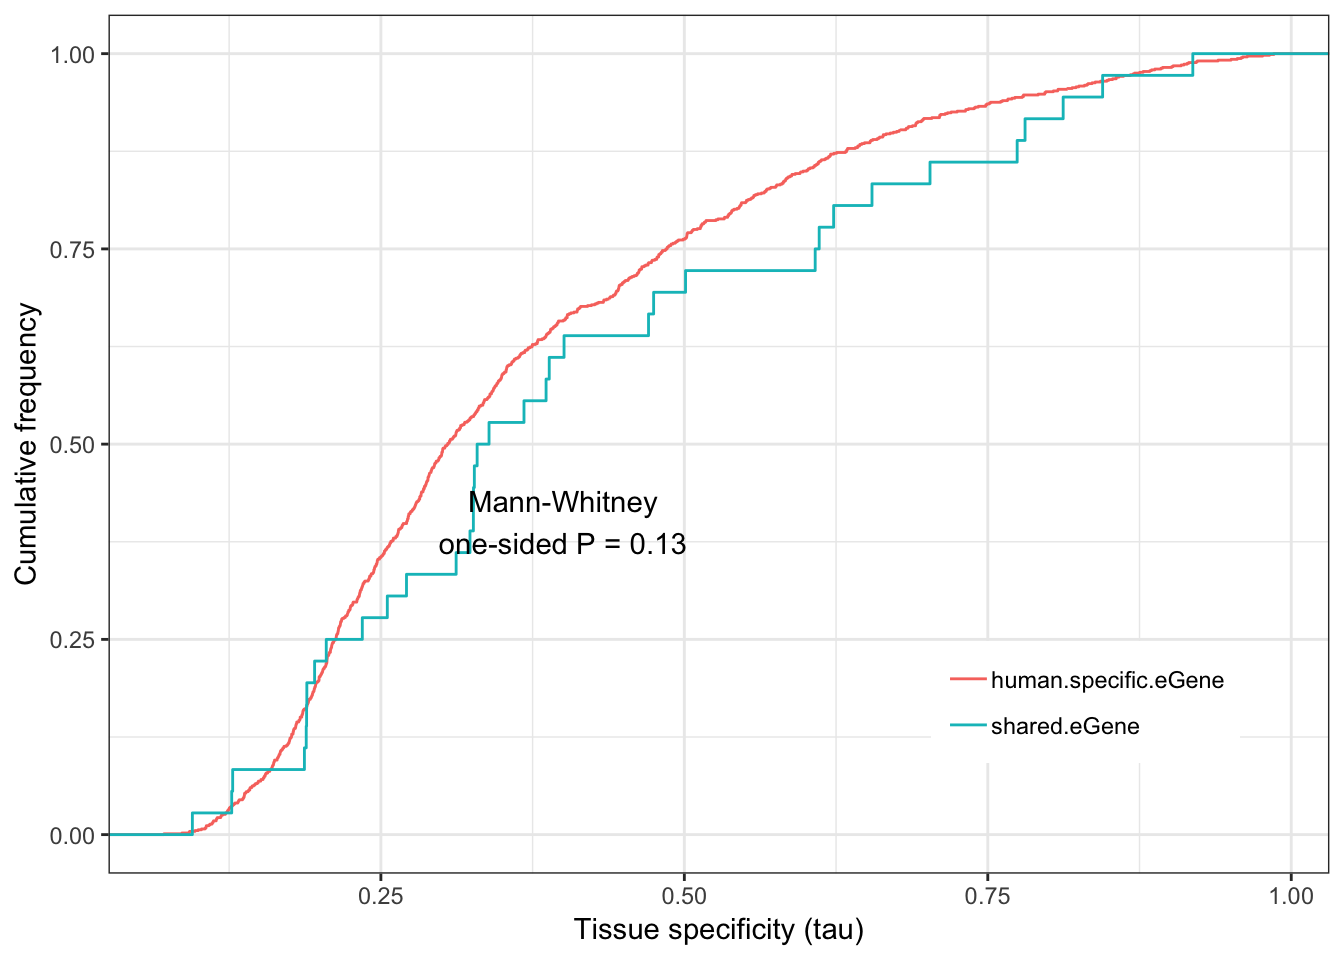 1.00
0.75
0.50
0.25
0.00
Cumulative frequency
Mann-Whitney
one-sided P = 0.13
human.specific.eGene
shared.eGene
0.25 0.50 0.75 1.00
Tissue specificity (tau)